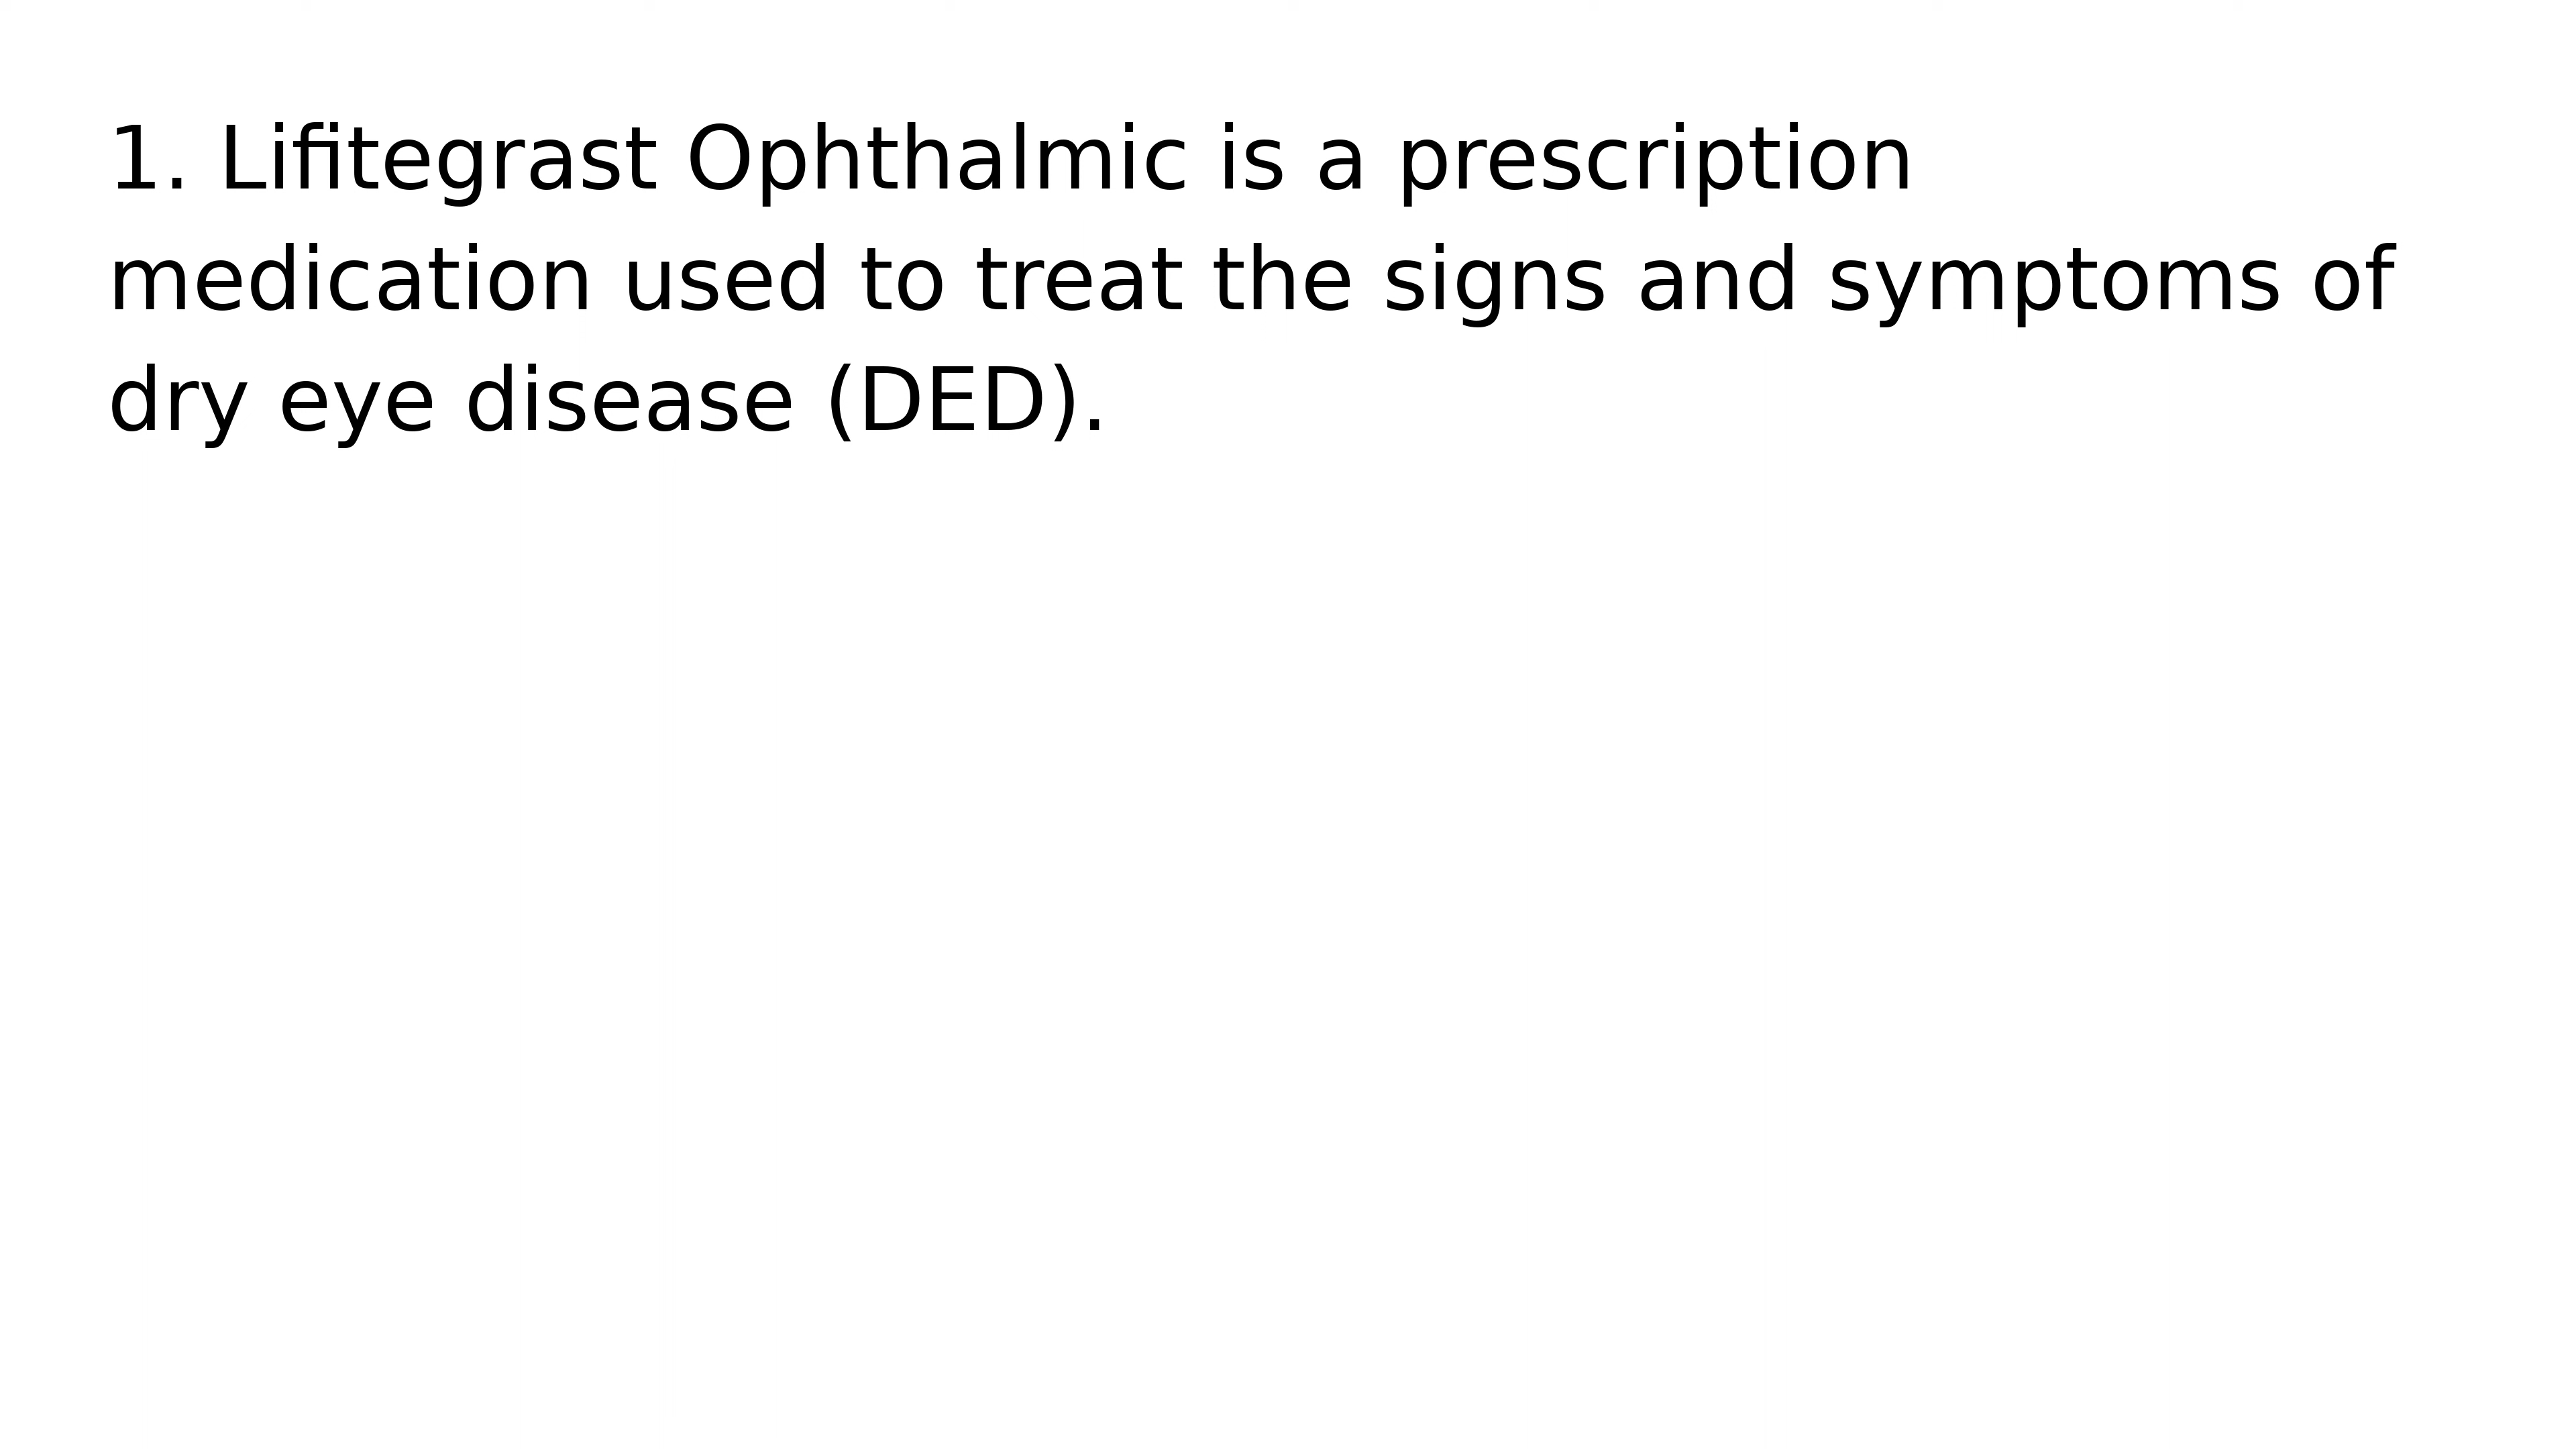 1. Lifitegrast Ophthalmic is a prescription
medication used to treat the signs and symptoms of
dry eye disease (DED).